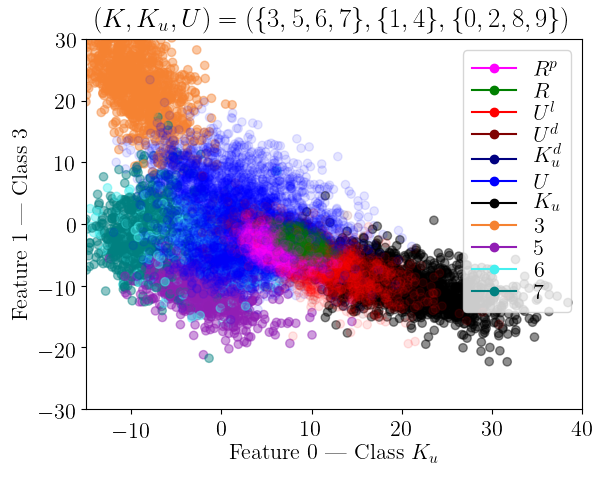 (K, K_u, U) = ({3, 5, 6, 7}, {1, 4}, {0, 2, 8, 9})
30
20
10
0
−10
−20
−30
Feature 1 — Class 3
R^p
R
U^l
U^d
K_u^d
U
K_u
3
5
6
7
−10
0
10
20
30
40
Feature 0 — Class K_u